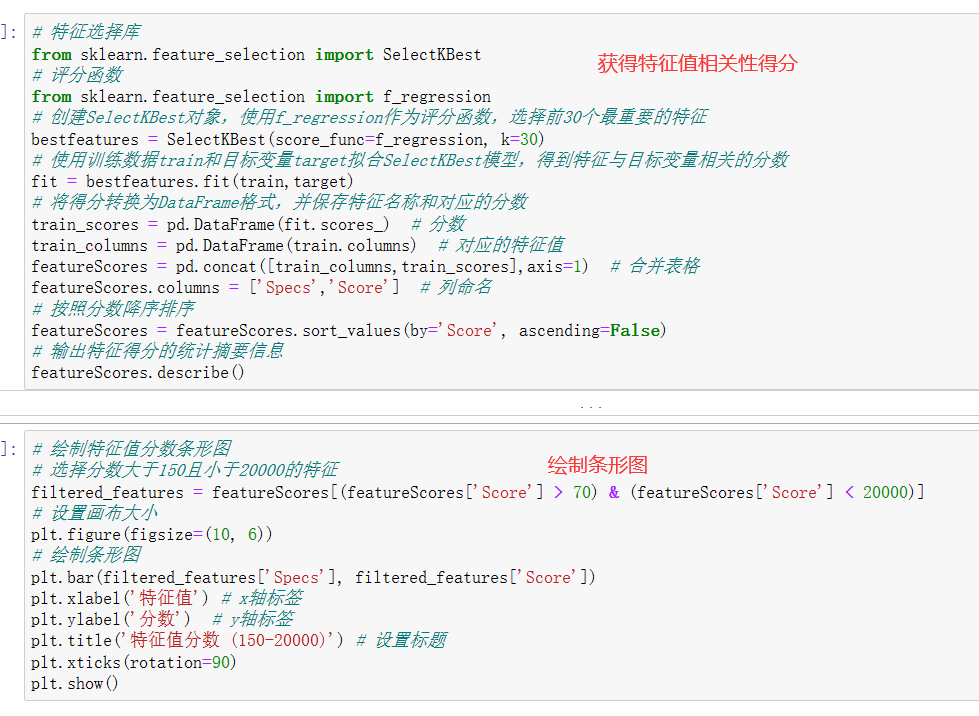 ]:
# 特征选择库
from sklearn.feature_selection import SelectKBest
获得特征值相关性得分
# 评分函数
from sklearn.feature_selection import f_regression
# 创建SelectKBest对象，使用f_regression作为评分函数，选择前30个最重要的特征
bestfeatures = SelectKBest(score_func=f_regression, k=30)
# 使用训练数据train和目标变量target拟合SelectKBest模型，得到特征与目标变量相关的分数
fit = bestfeatures.fit(train,target)
# 将得分转换为DataFrame格式，并保存特征名称和对应的分数
train_scores = pd.DataFrame(fit.scores_)  # 分数
train_columns = pd.DataFrame(train.columns)  # 对应的特征值
featureScores = pd.concat([train_columns,train_scores],axis=1)  # 合并表格
featureScores.columns = ['Specs','Score']  # 列命名
# 按照分数降序排序
featureScores = featureScores.sort_values(by='Score', ascending=False)
# 输出特征得分的统计摘要信息
featureScores.describe()
...
]:
# 绘制特征值分数条形图
绘制条形图
# 选择分数大于150且小于20000的特征
filtered_features = featureScores[(featureScores['Score'] > 70) & (featureScores['Score'] < 20000)]
# 设置画布大小
plt.figure(figsize=(10, 6))
# 绘制条形图
plt.bar(filtered_features['Specs'], filtered_features['Score'])
plt.xlabel('特征值') # x轴标签
plt.ylabel('分数')  # y轴标签
plt.title('特征值分数 (150-20000)') # 设置标题
plt.xticks(rotation=90)
plt.show()